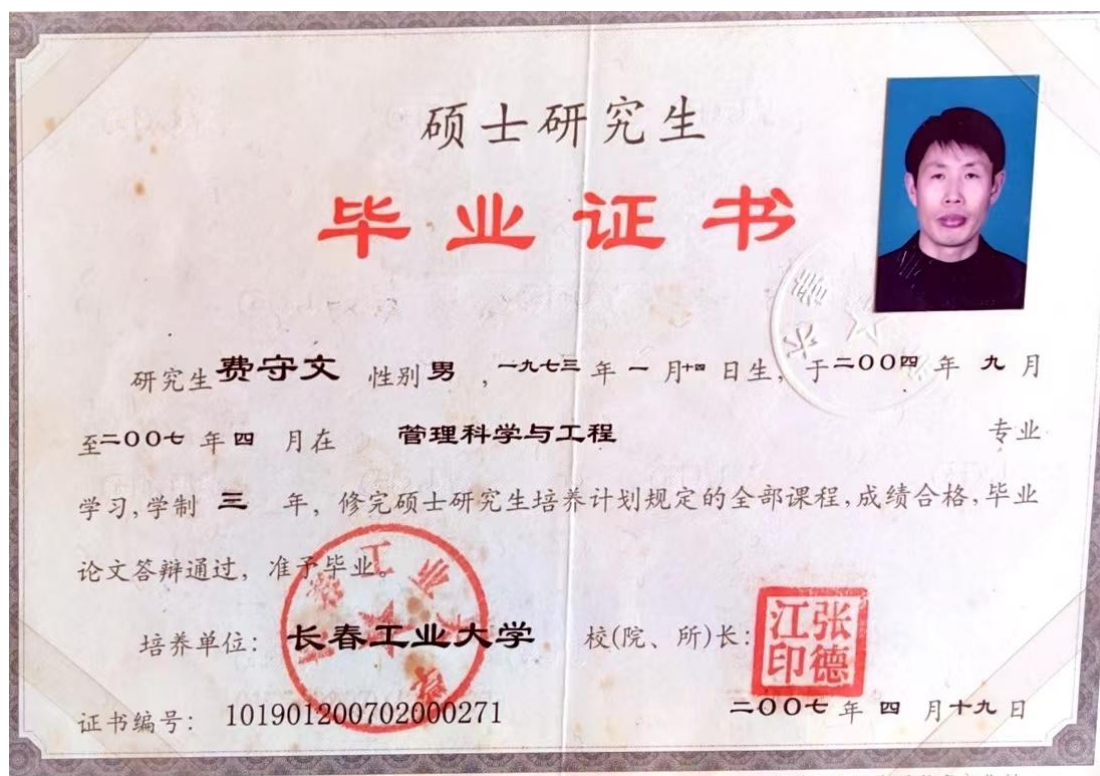 硕士研究生
毕业证书
研究生费守文 性别男，一九七三年一月十四日生，于二〇〇四年九月
至二〇〇七年四月在 管理科学与工程 专业
学习，学制 三 年，修完硕士研究生培养计划规定的全部课程，成绩合格，毕业
论文答辩通过，准予毕业。
培养单位：长春工业大学 校(院、所)长：张德江印
证书编号：101901200702000271 二〇〇七年四月十九日